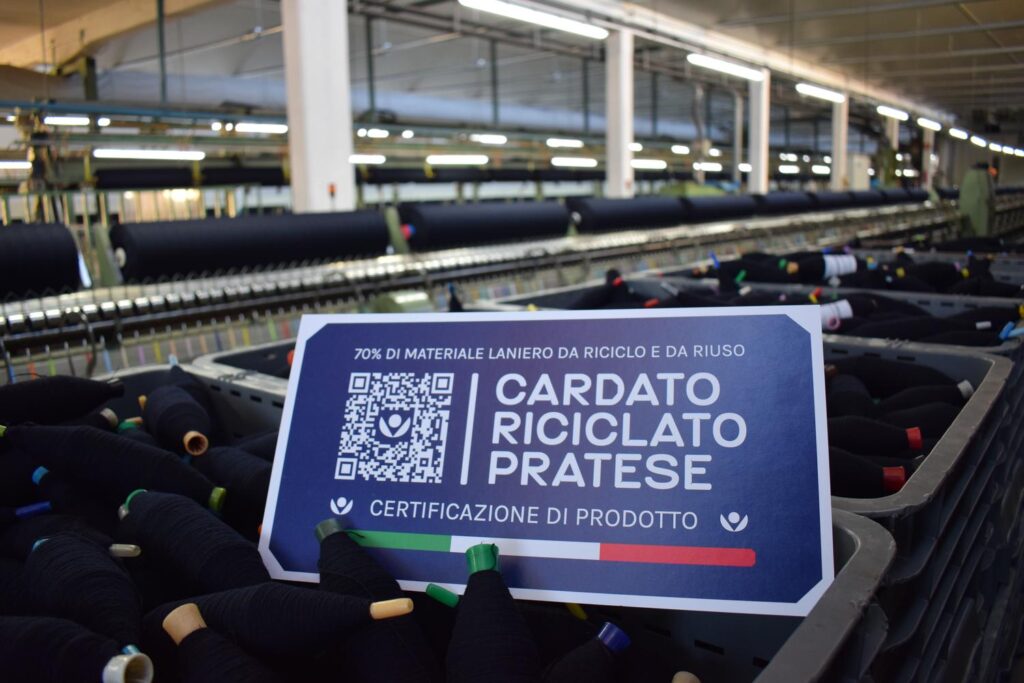 70% DI MATERIALE LANIERO DA RICICLO E DA RIUSO
CARDATO
RICICLATO
PRATESE
CERTIFICAZIONE DI PRODOTTO